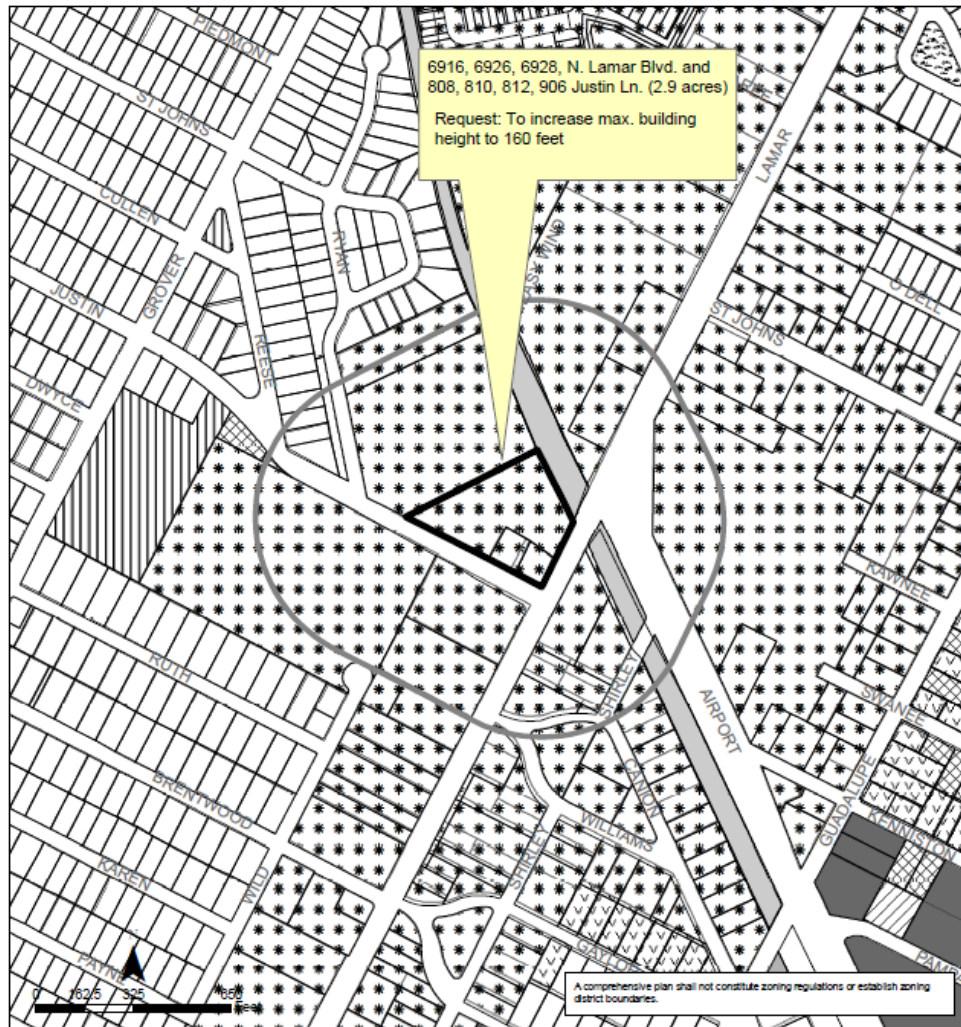 PIEDMONT
ST JOHNS
CULLEN
JUSTIN
DWYCE
GROVER
REESE
RYAN
6916, 6926, 6928, N. Lamar Blvd. and
808, 810, 812, 906 Justin Ln. (2.9 acres)
Request: To increase max. building
height to 160 feet
LAMAR
ST JOHNS
O DELL
KAWNEE
SWANEE
GUADALUPE
KENNISTON
AIRPORT
SHIRLEY
CANION
WILLIAMS
SHIRLEY
RUTH
BRENTWOOD
KAREN
WILD
0 162.5 325 650
A comprehensive plan shall not constitute zoning regulations or establish zoning
district boundaries.